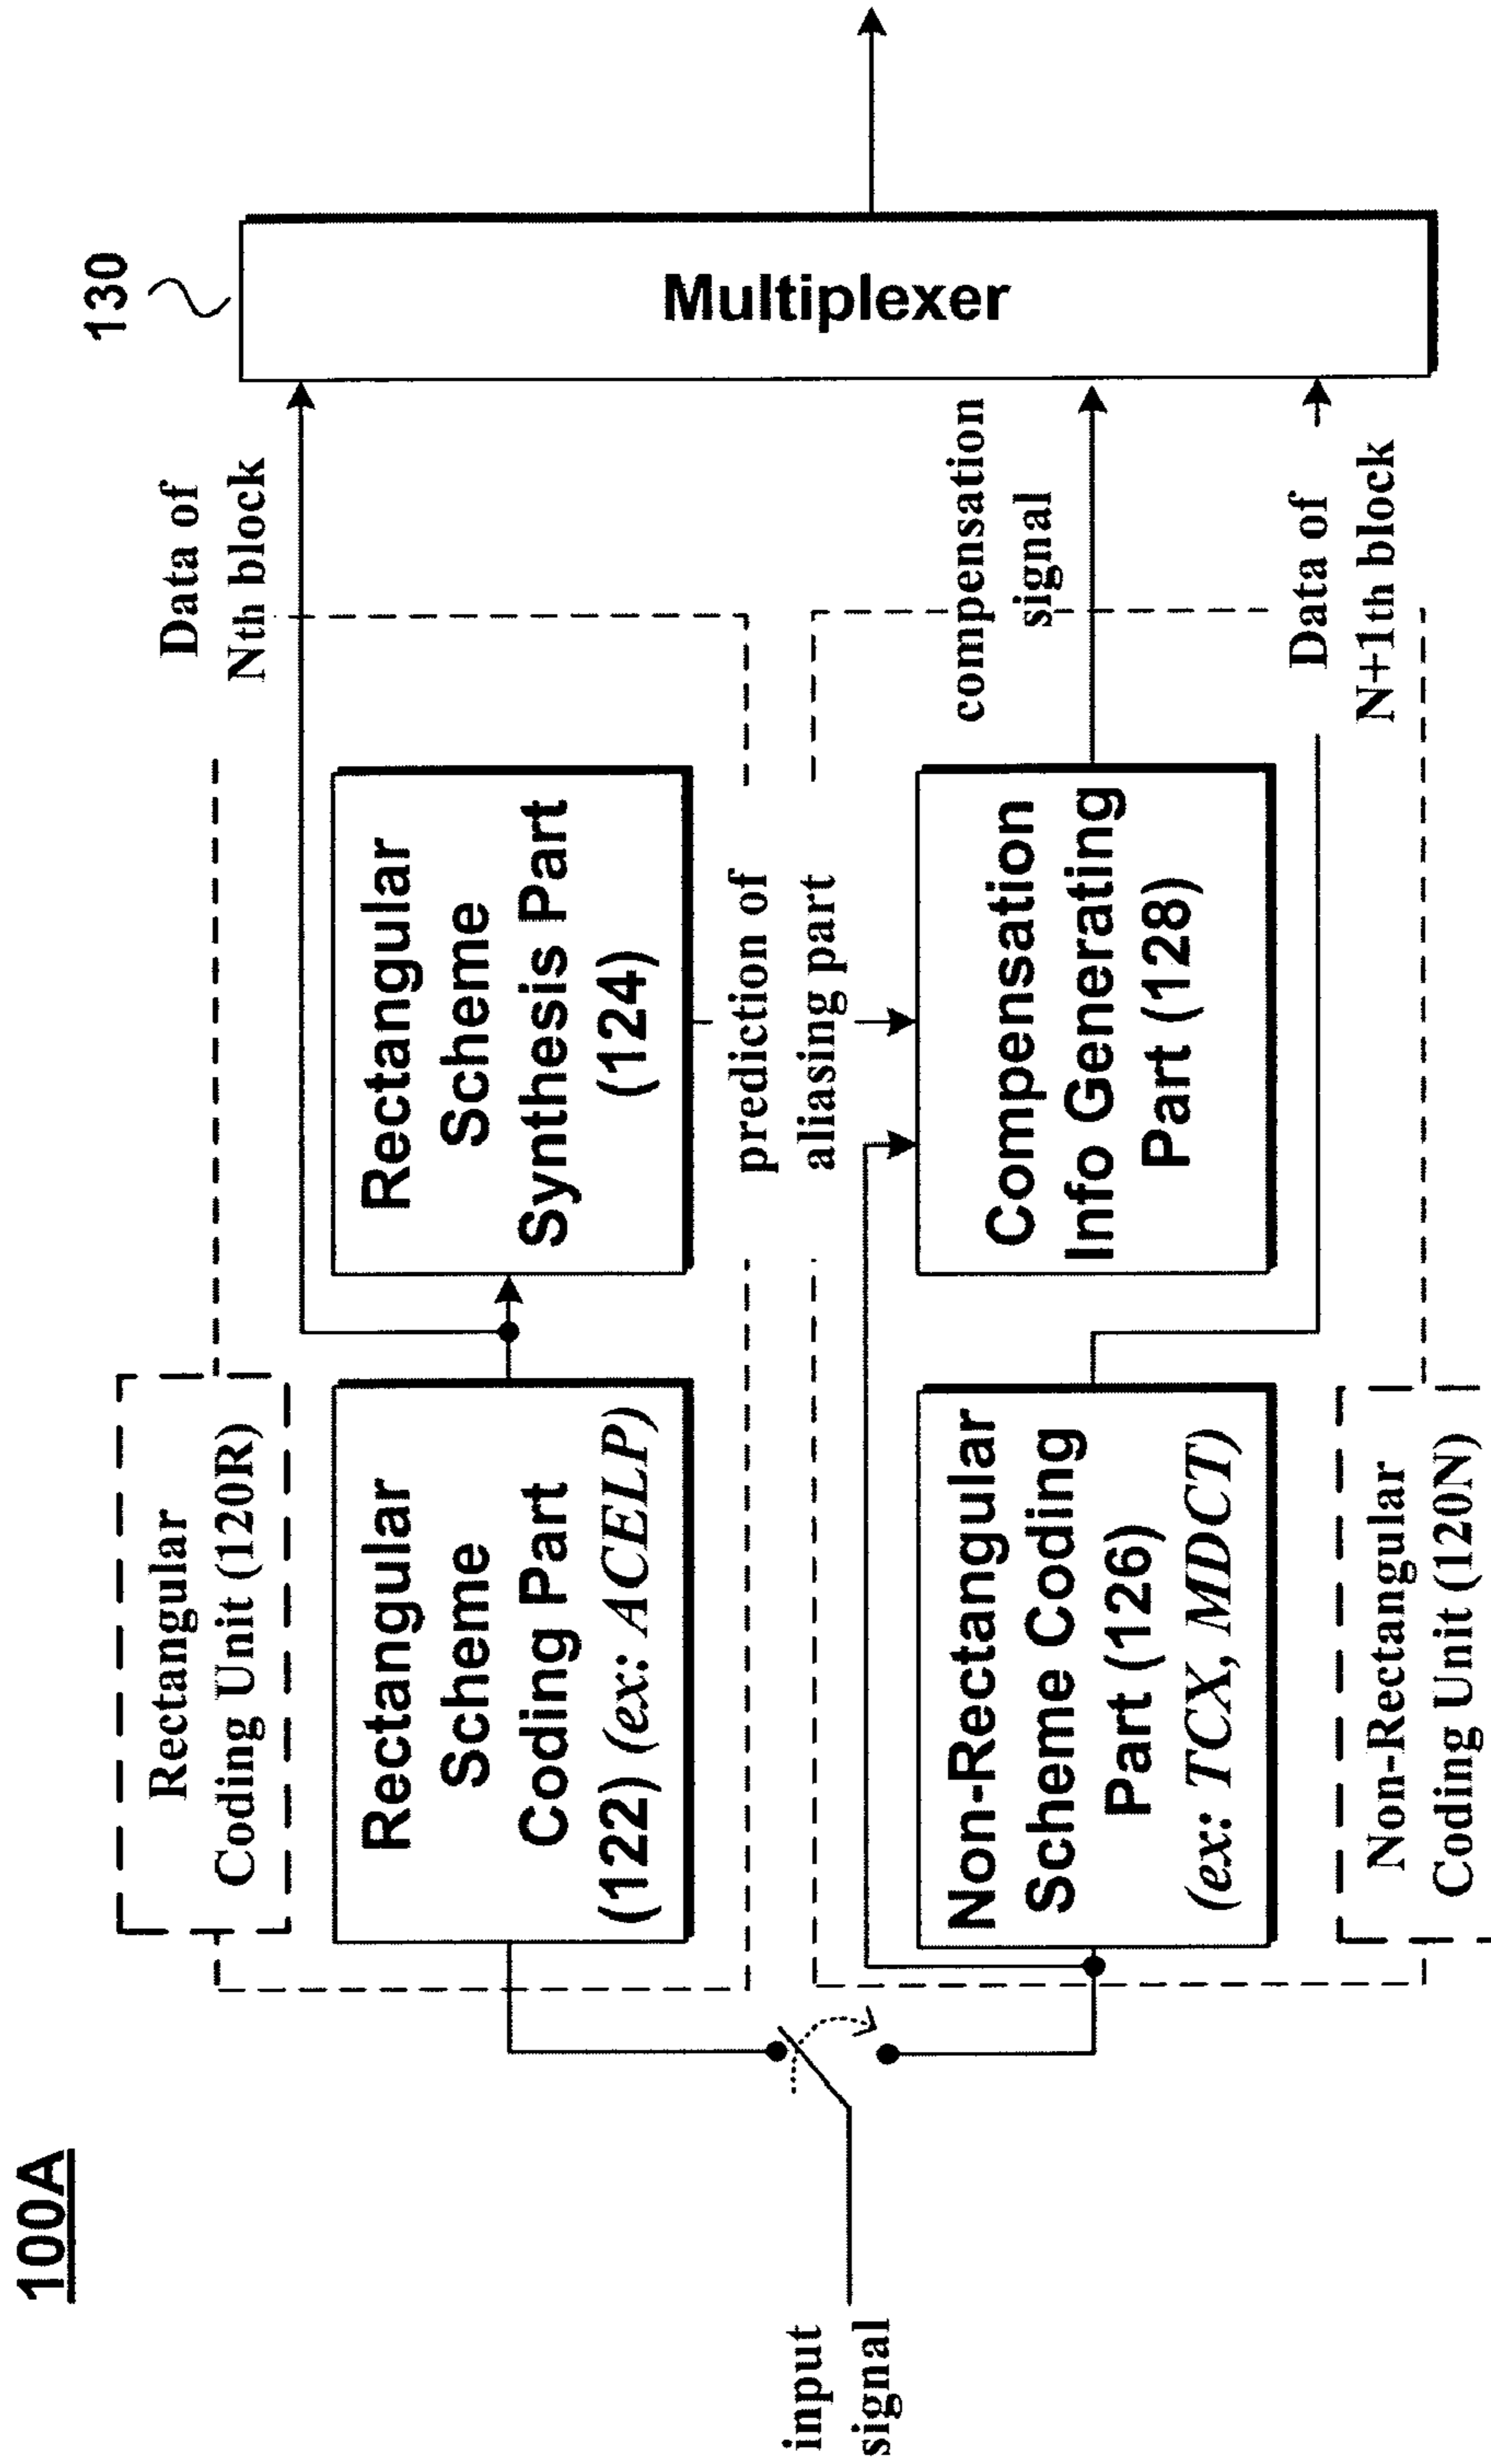 100A
input
signal
Rectangular
Coding Unit (120R)
Rectangular
Scheme
Coding Part
(122) (ex: ACELP)
Rectangular
Scheme
Synthesis Part
(124)
Data of
Nth block
prediction of
aliasing part
Non-Rectangular
Scheme Coding
Part (126)
(ex: TCX, MDCT)
Non-Rectangular
Coding Unit (120N)
Compensation
Info Generating
Part (128)
compensation
signal
Data of
N+1th block
130
Multiplexer